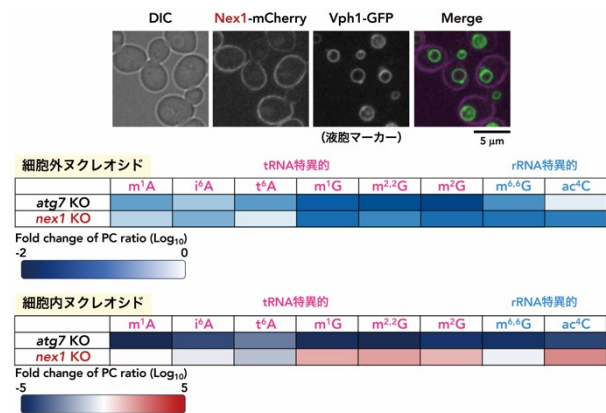 DIC Nex1-mCherry Vph1-GFP Merge
(液胞マーカー)
5 μm
細胞外ヌクレオシド tRNA特異的 rRNA特異的
m¹A i⁶A t⁶A m¹G m²,²G m²G m⁶,⁶G ac⁴C
atg7 KO
nex1 KO
Fold change of PC ratio (Log₁₀)
-2 0
細胞内ヌクレオシド tRNA特異的 rRNA特異的
m¹A i⁶A t⁶A m¹G m²,²G m²G m⁶,⁶G ac⁴C
atg7 KO
nex1 KO
Fold change of PC ratio (Log₁₀)
-5 5